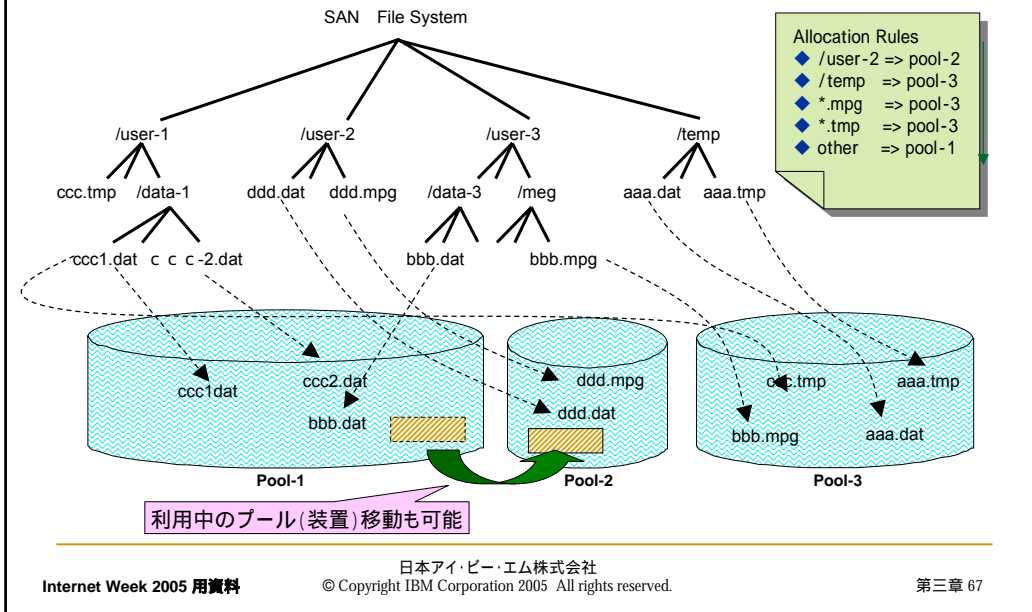 SAN File System
Allocation Rules
◆ /user-2 => pool-2
◆ /temp => pool-3
◆ *.mpg => pool-3
◆ *.tmp => pool-3
◆ other => pool-1
/user-1 /user-2 /user-3 /temp
ccc.tmp /data-1 ddd.dat ddd.mpg /data-3 /meg aaa.dat aaa.tmp
ccc1.dat ｃｃｃ-2.dat bbb.dat bbb.mpg
ccc1dat ccc2.dat ddd.mpg ccc.tmp aaa.tmp
bbb.dat ddd.dat bbb.mpg aaa.dat
Pool-1 Pool-2 Pool-3
利用中のプール(装置)移動も可能
日本アイ・ビー・エム株式会社
Internet Week 2005 用資料 © Copyright IBM Corporation 2005 All rights reserved. 第三章 67